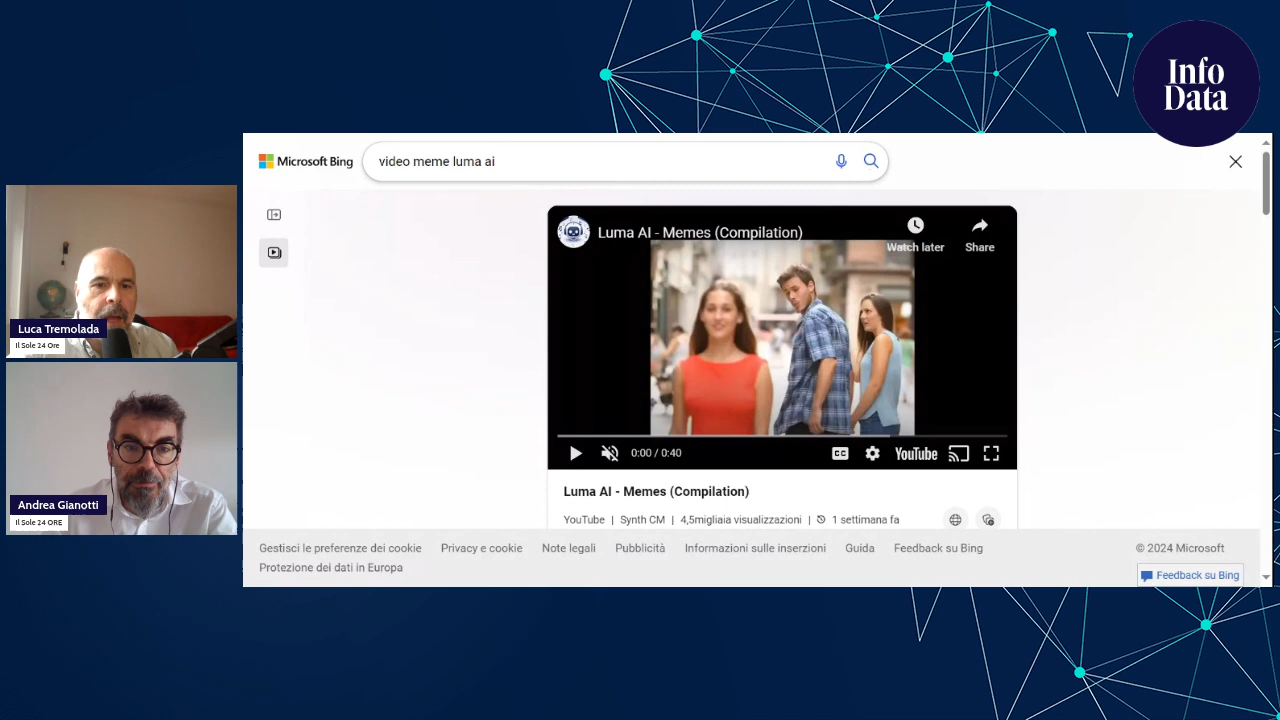 Info
Data
Microsoft Bing
video meme luma ai
Luma AI - Memes (Compilation)
Watch later
Share
0:00 / 0:40
CC
YouTube
Luma AI - Memes (Compilation)
YouTube | Synth CM | 4,5migliaia visualizzazioni | 1 settimana fa
Gestisci le preferenze dei cookie Privacy e cookie Note legali Pubblicità Informazioni sulle inserzioni Guida Feedback su Bing © 2024 Microsoft
Protezione dei dati in Europa
Feedback su Bing
Luca Tremolada
Il Sole 24 Ore
Andrea Gianotti
Il Sole 24 ORE